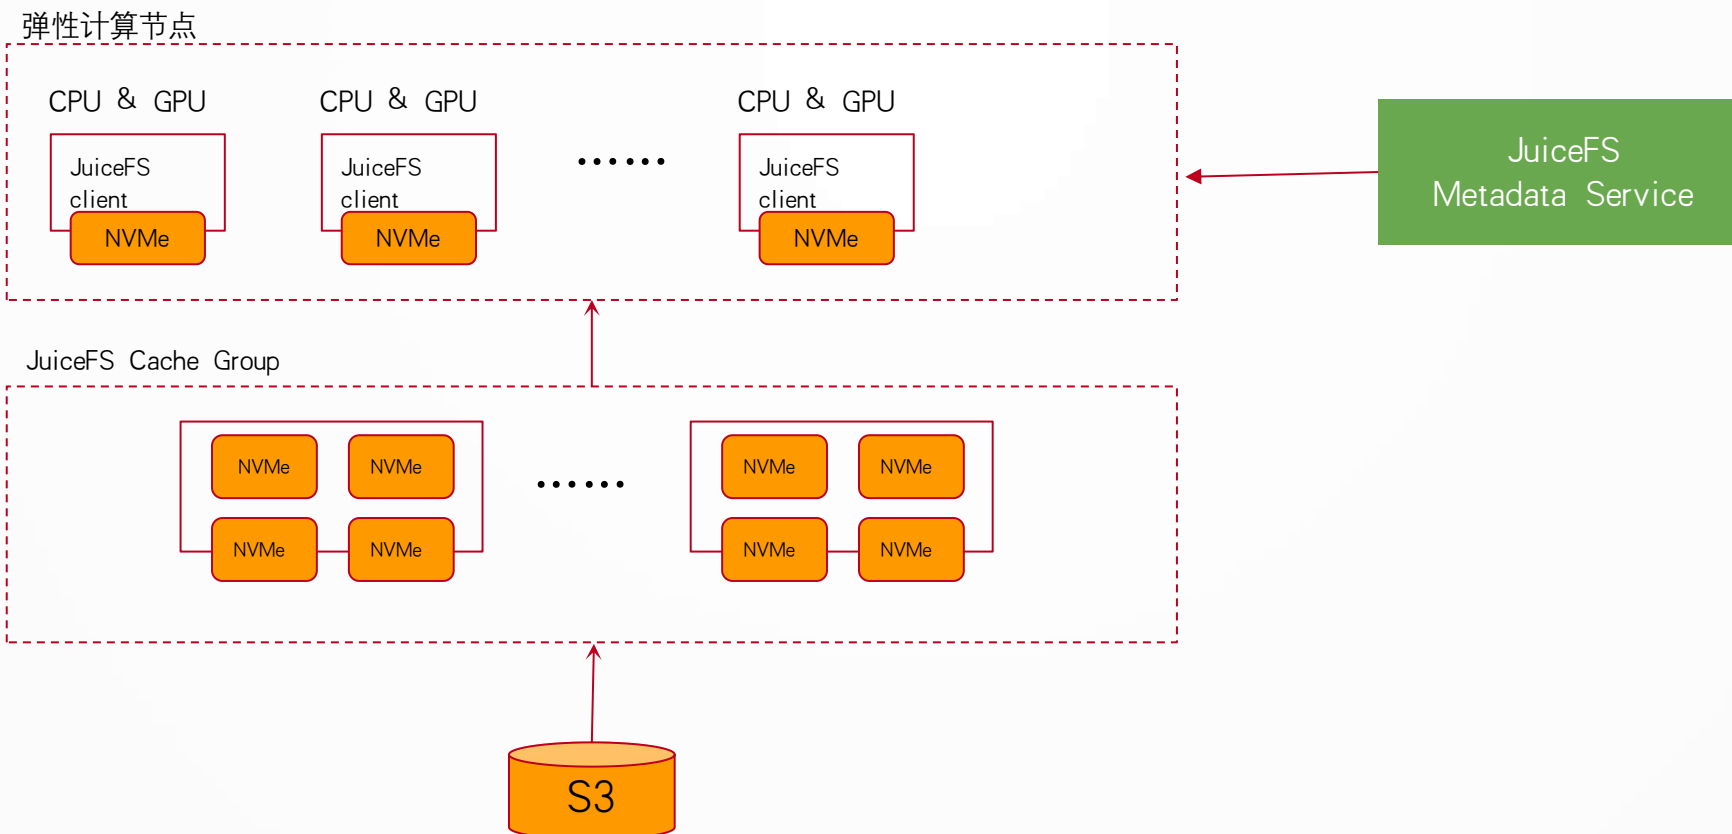 弹性计算节点
CPU & GPU
CPU & GPU
CPU & GPU
JuiceFS
client
NVMe
JuiceFS
client
NVMe
……
JuiceFS
client
NVMe
JuiceFS
Metadata Service
JuiceFS Cache Group
NVMe
NVMe
NVMe
NVMe
……
NVMe
NVMe
NVMe
NVMe
S3